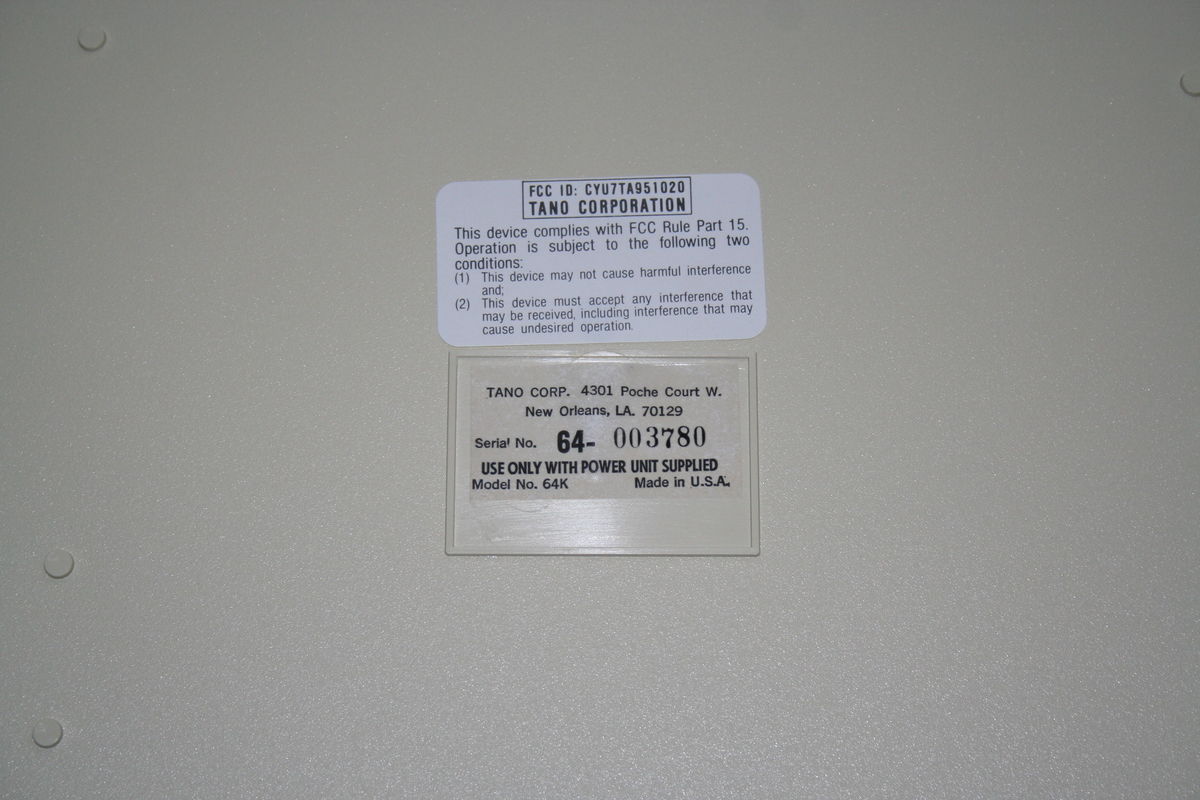 FCC ID: CYU7TA951020
TANO CORPORATION
This device complies with FCC Rule Part 15.
Operation is subject to the following two
conditions:
(1) This device may not cause harmful interference
and;
(2) This device must accept any interference that
may be received, including interference that may
cause undesired operation.
TANO CORP. 4301 Poche Court W.
New Orleans, LA. 70129
Serial No. 64- 003780
USE ONLY WITH POWER UNIT SUPPLIED
Model No. 64K Made in U.S.A.